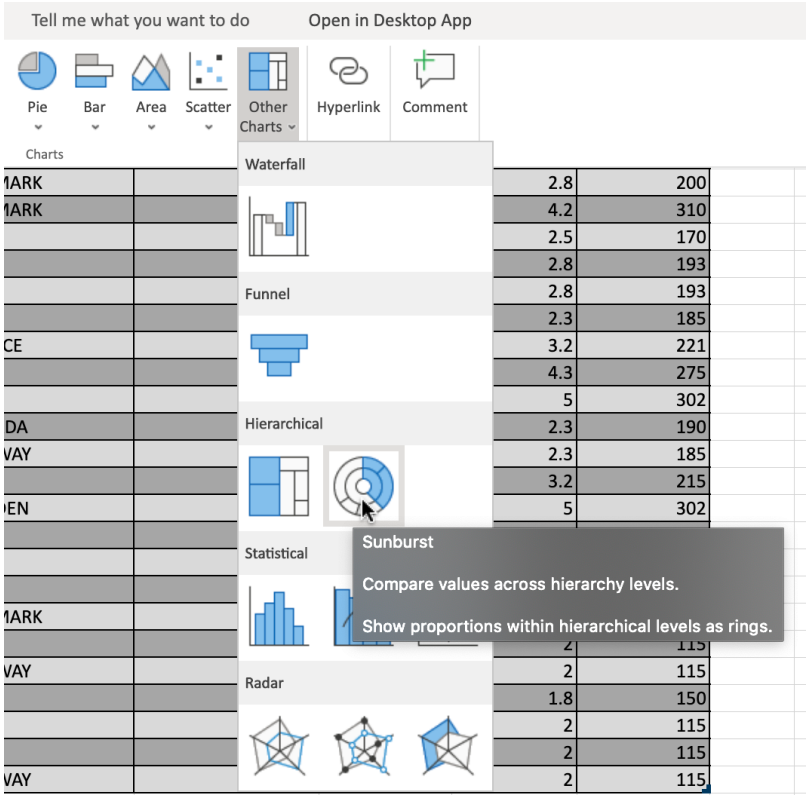 Tell me what you want to do Open in Desktop App
Pie Bar Area Scatter Other Charts Hyperlink Comment
Charts
Waterfall
Funnel
Hierarchical
Statistical
Radar
Sunburst
Compare values across hierarchy levels.
Show proportions within hierarchical levels as rings.
MARK 2.8 200
MARK 4.2 310
2.5 170
2.8 193
2.8 193
2.3 185
CE 3.2 221
4.3 275
5 302
DA 2.3 190
WAY 2.3 185
3.2 215
DEN 5 302
MARK
2 115
WAY 2 115
1.8 150
2 115
2 115
WAY 2 115